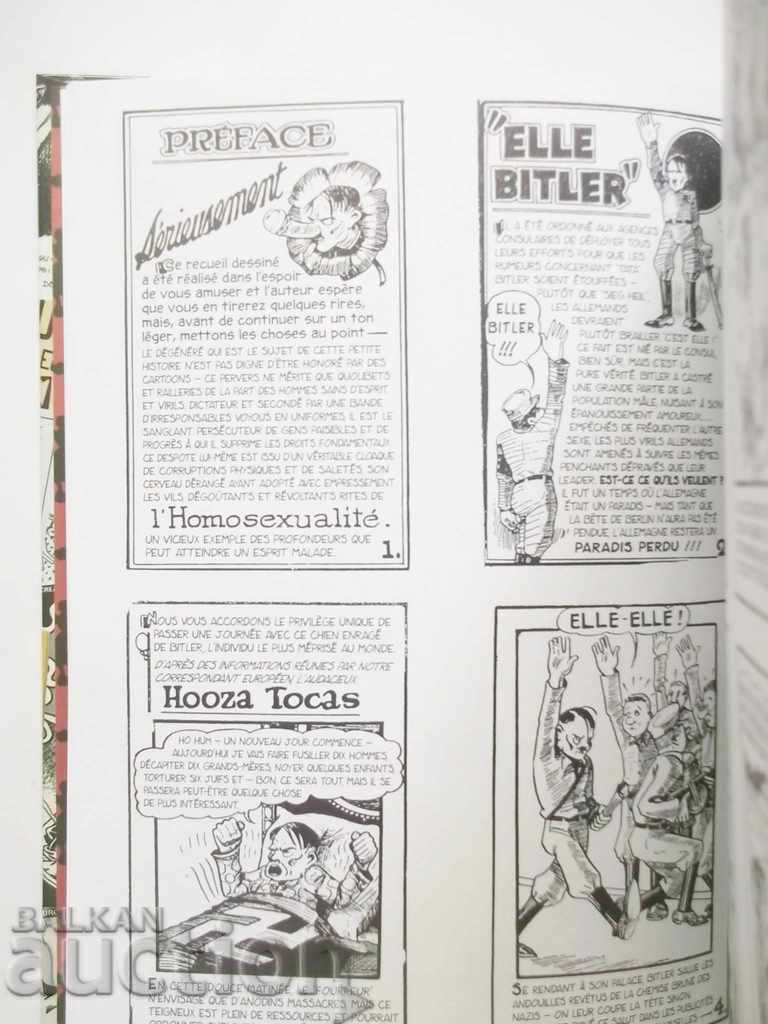 PRÉFACE
Sérieusement
Ce recueil dessiné
a été réalisé dans l'espoir
de vous amuser et l'auteur espère
que vous en tirerez quelques rires,
mais, avant de continuer sur un ton
léger, mettons les choses au point —
LE DÉGÉNÉRÉ QUI EST LE SUJET DE CETTE PETITE
HISTOIRE N'EST PAS DIGNE D'ÊTRE HONORÉ PAR DES
CARTOONS – CE PERVERS NE MÉRITE QUE QUOLIBETS
ET RAILLERIES DE LA PART DES HOMMES SAINS D'ESPRIT
ET VIRILS; DICTATEUR ET SECONDÉ PAR UNE BANDE
D'IRRESPONSABLES VOYOUS EN UNIFORMES, IL EST LE
SANGLANT PERSÉCUTEUR DE GENS PAISIBLES ET DE
PROGRÈS À QUI IL SUPPRIME LES DROITS FONDAMENTAUX.
CE DESPOTE LUI-MÊME EST ISSU D'UN VÉRITABLE CLOAQUE
DE CORRUPTIONS PHYSIQUES ET DE SALETÉS, SON
CERVEAU DÉRANGÉ AYANT ADOPTÉ AVEC EMPRESSEMENT
LES VILS DÉGOÛTANTS ET RÉVOLTANTS RITES DE
l'Homosexualité.
UN VICIEUX EXEMPLE DES PROFONDEURS QUE
PEUT ATTEINDRE UN ESPRIT MALADE.
1.
"ELLE
BITLER"
IL A ÉTÉ ORDONNÉ AUX AGENCES
CONSULAIRES DE DÉPLOYER TOUS
LEURS EFFORTS POUR QUE LES
RUMEURS CONCERNANT "TATA"
BITLER SOIENT ÉTOUFFÉES –
PLUTÔT QUE "SIEG HEIL",
LES ALLEMANDS
DEVRAIENT
PLUTÔT BRAILLER "C'EST ELLE !"
CE FAIT EST NIÉ PAR LE CONSUL,
BIEN SÛR, MAIS C'EST LA
PURE VÉRITÉ. BITLER A CASTRÉ
UNE GRANDE PARTIE DE LA
POPULATION MÂLE, NUISANT À SON
ÉPANOUISSEMENT AMOUREUX...
EMPÊCHÉS DE FRÉQUENTER L'AUTRE
SEXE, LES PLUS VIRILS ALLEMANDS
SONT AMENÉS À SUIVRE LES MÊMES
PENCHANTS DÉPRAVÉS QUE LEUR
LEADER. EST-CE CE QU'ILS VEULENT ?
IL FUT UN TEMPS OÙ L'ALLEMAGNE
ÉTAIT UN PARADIS – MAIS TANT QUE
LA BÊTE DE BERLIN N'AURA PAS ÉTÉ
PENDUE, L'ALLEMAGNE RESTERA UN
PARADIS PERDU !!!
2
ELLE
BITLER
!!!
NOUS VOUS ACCORDONS LE PRIVILÈGE UNIQUE DE
PASSER UNE JOURNÉE AVEC CE CHIEN ENRAGÉ
DE BITLER, L'INDIVIDU LE PLUS MÉPRISÉ AU MONDE.
D'APRÈS DES INFORMATIONS RÉUNIES PAR NOTRE
CORRESPONDANT EUROPÉEN L'AUDACIEUX
Hooza Tocas
HO HUM – UN NOUVEAU JOUR COMMENCE –
AUJOURD'HUI JE VAIS FAIRE FUSILLER DIX HOMMES,
DÉCAPITER DIX GRANDS-MÈRES, NOYER QUELQUES ENFANTS,
TORTURER SIX JUIFS ET – BON, CE SERA TOUT, MAIS IL SE
PASSERA PEUT-ÊTRE QUELQUE CHOSE
DE PLUS INTÉRESSANT.
EN CETTE DOUCE MATINÉE, LE "FOURREUR"
N'ENVISAGE QUE D'ANODINS MASSACRES, MAIS CE
TEIGNEUX EST PLEIN DE RESSOURCES ET POURRAIT
ELLE-ELLE !
SE RENDANT À SON PALACE, BITLER SALUE LES
ANDOUILLES REVÊTUS DE LA CHEMISE BRUNE DES
NAZIS – ON LEUR COUPE LA TÊTE SINON.
CE SALUT DANS LES PUBLICITÉS
4
BALKAN
auction